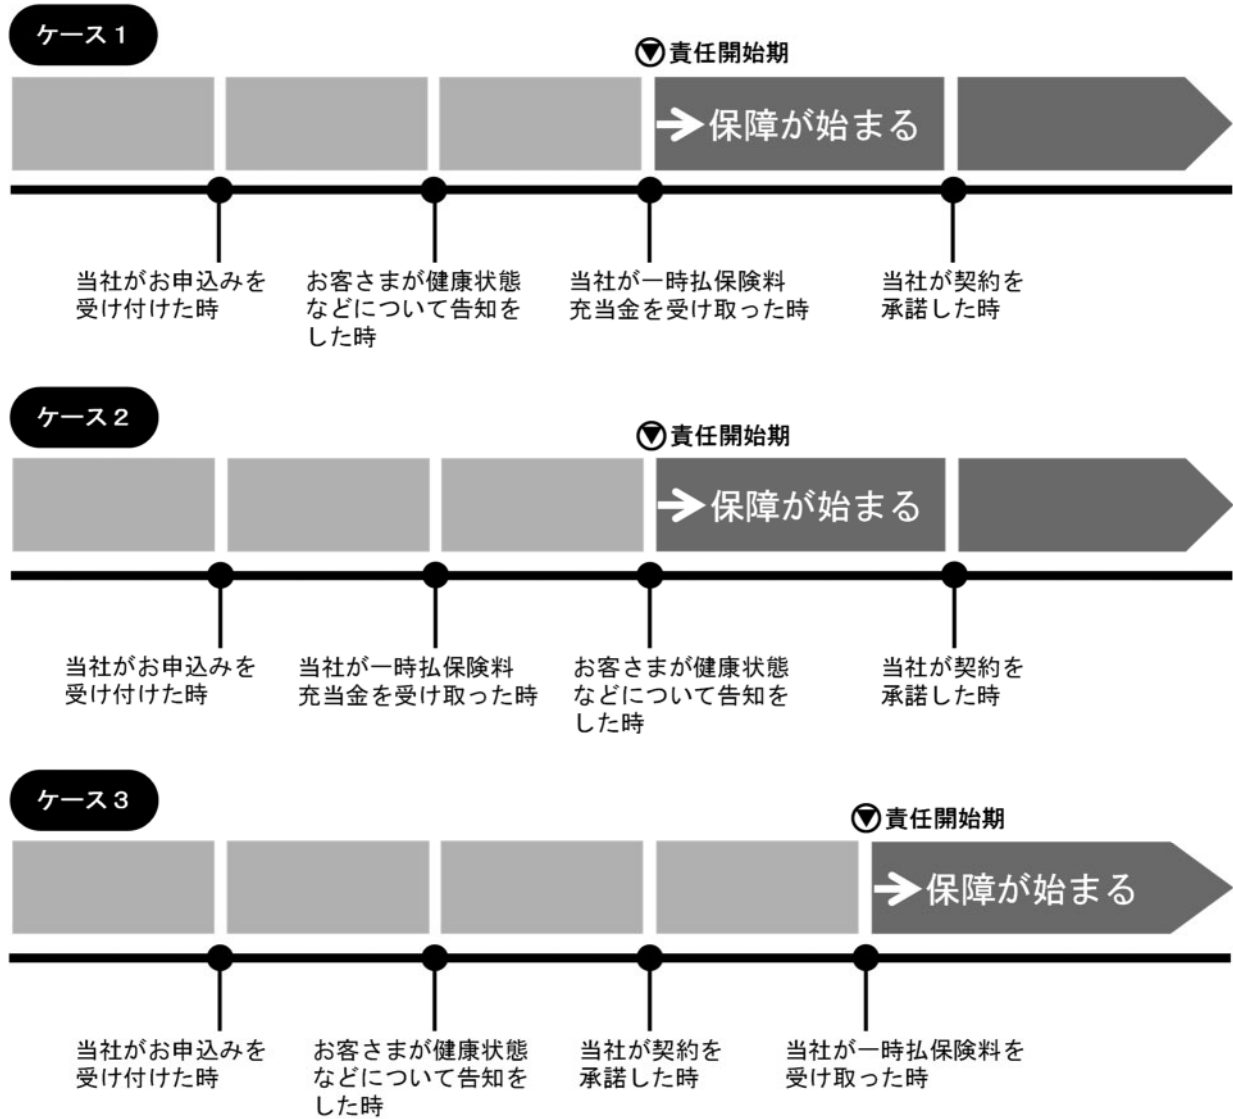 ケース1
責任開始期
保障が始まる
当社がお申込みを
受け付けた時
お客さまが健康状態
などについて告知を
した時
当社が一時払保険料
充当金を受け取った時
当社が契約を
承諾した時
ケース2
責任開始期
保障が始まる
当社がお申込みを
受け付けた時
当社が一時払保険料
充当金を受け取った時
お客さまが健康状態
などについて告知を
した時
当社が契約を
承諾した時
ケース3
責任開始期
保障が始まる
当社がお申込みを
受け付けた時
お客さまが健康状態
などについて告知を
した時
当社が契約を
承諾した時
当社が一時払保険料を
受け取った時